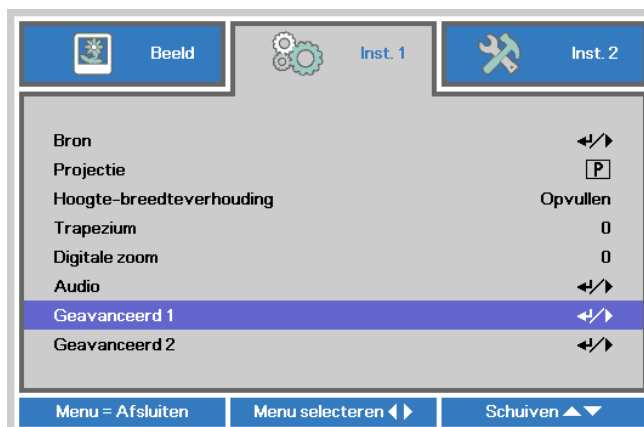 Beeld Inst. 1 Inst. 2
Bron
Projectie P
Hoogte-breedteverhouding Opvullen
Trapezium 0
Digitale zoom 0
Audio
Geavanceerd 1
Geavanceerd 2
Menu = Afsluiten Menu selecteren Schuiven